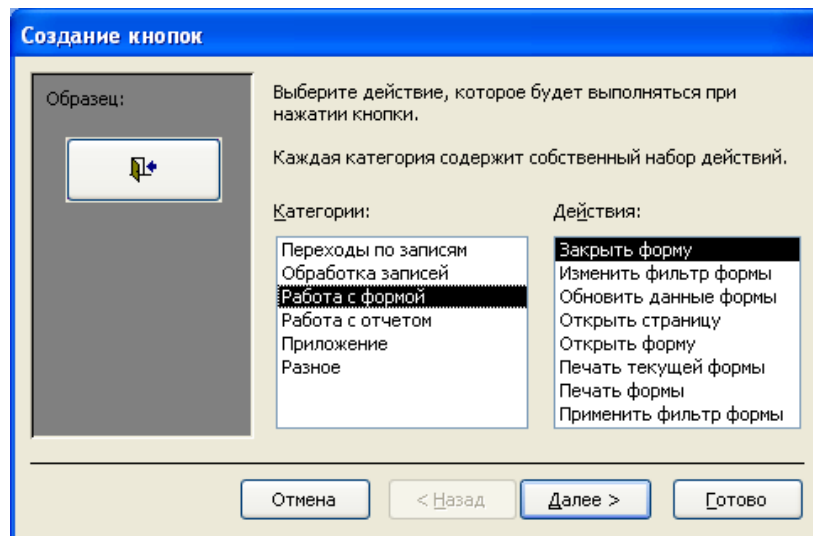 Создание кнопок
Образец:
Выберите действие, которое будет выполняться при
нажатии кнопки.
Каждая категория содержит собственный набор действий.
Категории:
Переходы по записям
Обработка записей
Работа с формой
Работа с отчетом
Приложение
Разное
Действия:
Закрыть форму
Изменить фильтр формы
Обновить данные формы
Открыть страницу
Открыть форму
Печать текущей формы
Печать формы
Применить фильтр формы
Отмена
< Назад
Далее >
Готово